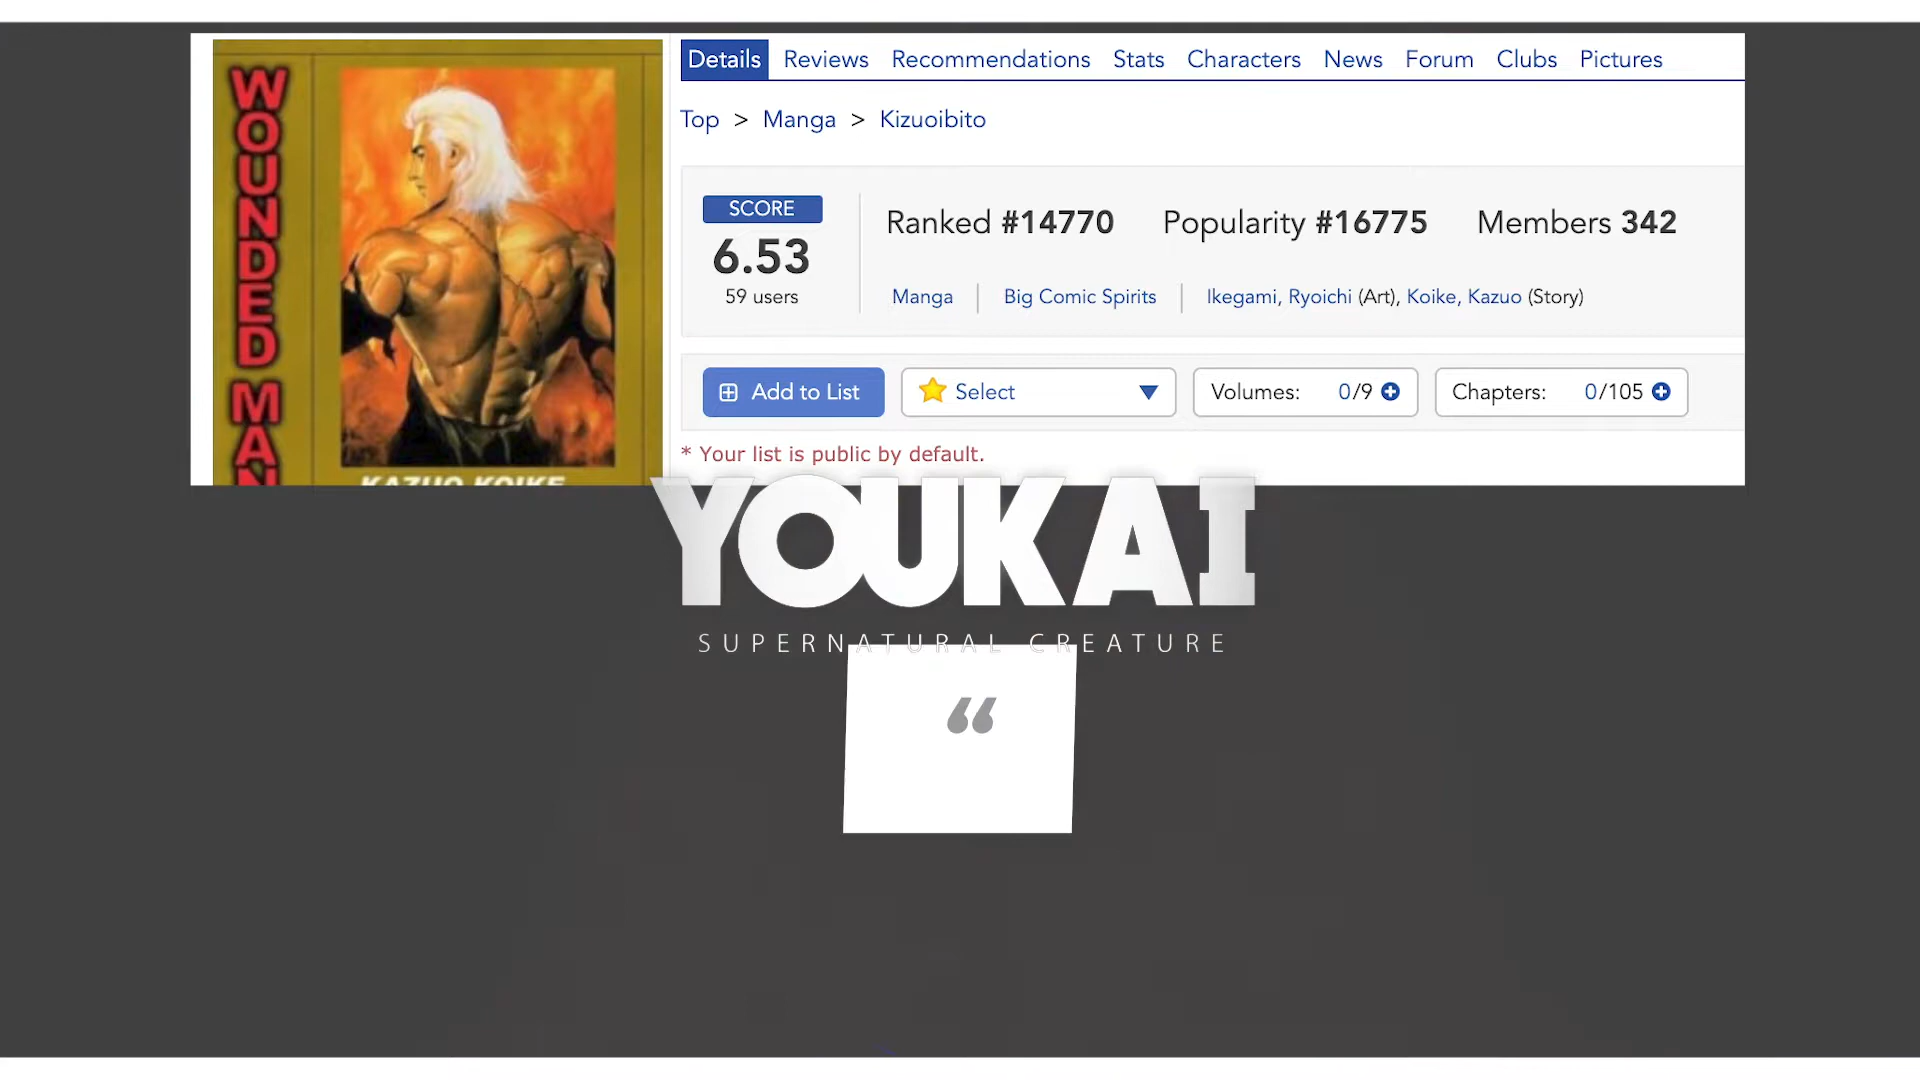 WOUNDED MAN
KAZUO KOIKE
Details Reviews Recommendations Stats Characters News Forum Clubs Pictures
Top > Manga > Kizuoibito
SCORE
6.53
59 users
Ranked #14770 Popularity #16775 Members 342
Manga Big Comic Spirits Ikegami, Ryoichi (Art), Koike, Kazuo (Story)
Add to List Select Volumes: 0/9 Chapters: 0/105
* Your list is public by default.
YOUKAI
SUPERNATURAL CREATURE
“